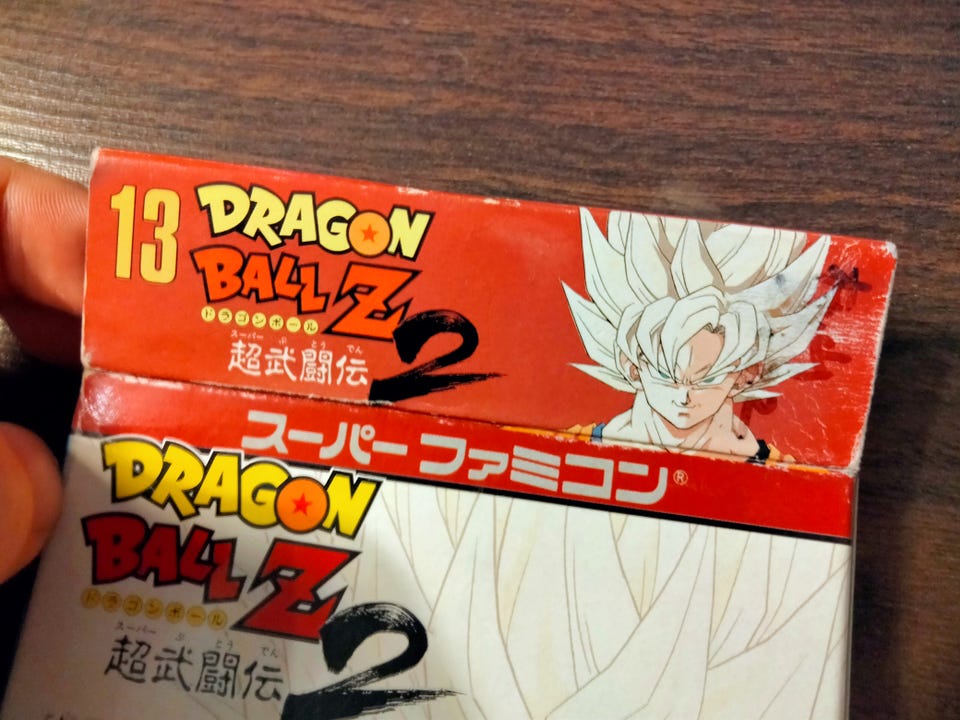 13
DRAGON
BALL Z
ドラゴンボール
スーパー ぶ とう でん
超武闘伝2
スーパーファミコン®
DRAGON
BALL Z
ドラゴンボール
スーパー ぶ とう でん
超武闘伝2